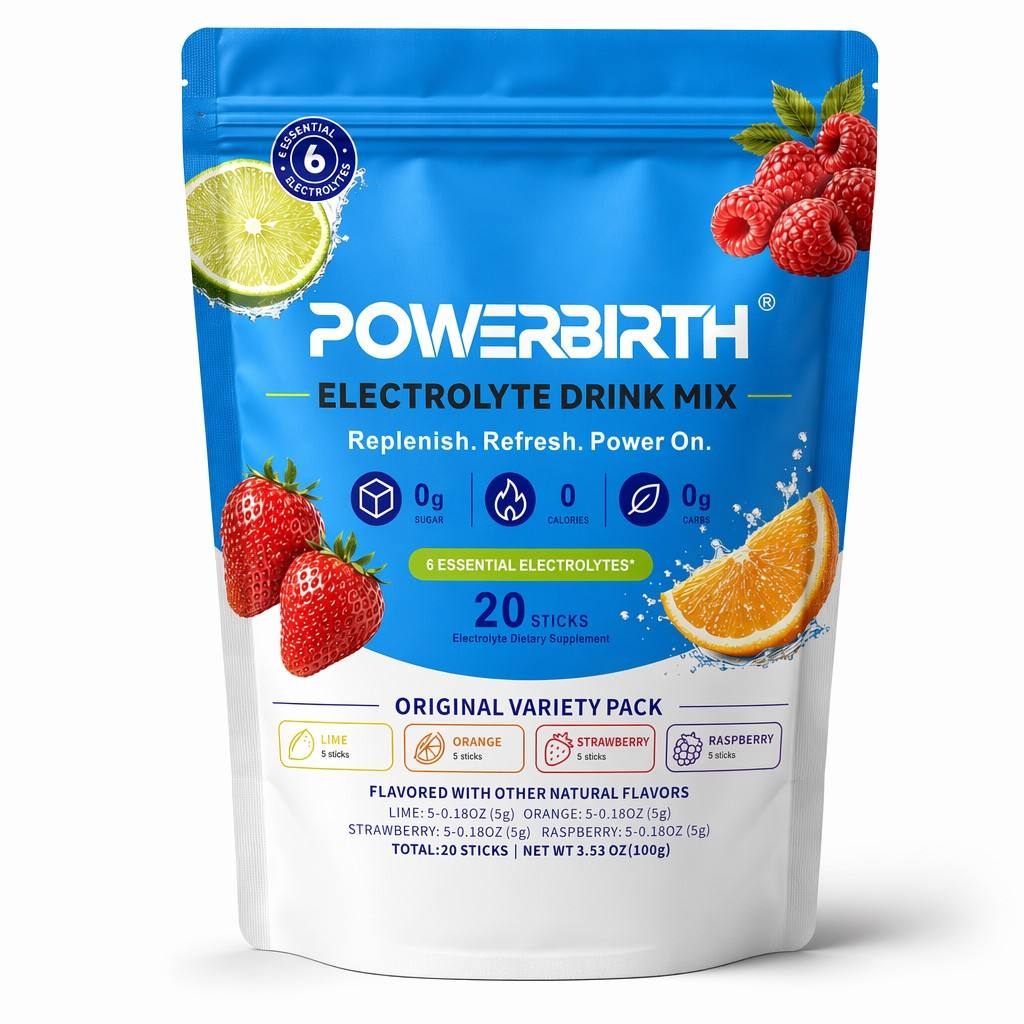 6 ESSENTIAL
6
ELECTROLYTES
POWERBIRTH®
ELECTROLYTE DRINK MIX
Replenish. Refresh. Power On.
0g
SUGAR
0
CALORIES
0g
CARBS
6 ESSENTIAL ELECTROLYTES*
20 STICKS
Electrolyte Dietary Supplement
ORIGINAL VARIETY PACK
LIME
5 sticks
ORANGE
5 sticks
STRAWBERRY
5 sticks
RASPBERRY
5 sticks
FLAVORED WITH OTHER NATURAL FLAVORS
LIME: 5-0.18OZ (5g) ORANGE: 5-0.18OZ (5g)
STRAWBERRY: 5-0.18OZ (5g) RASPBERRY: 5-0.18OZ (5g)
TOTAL:20 STICKS | NET WT 3.53 OZ(100g)